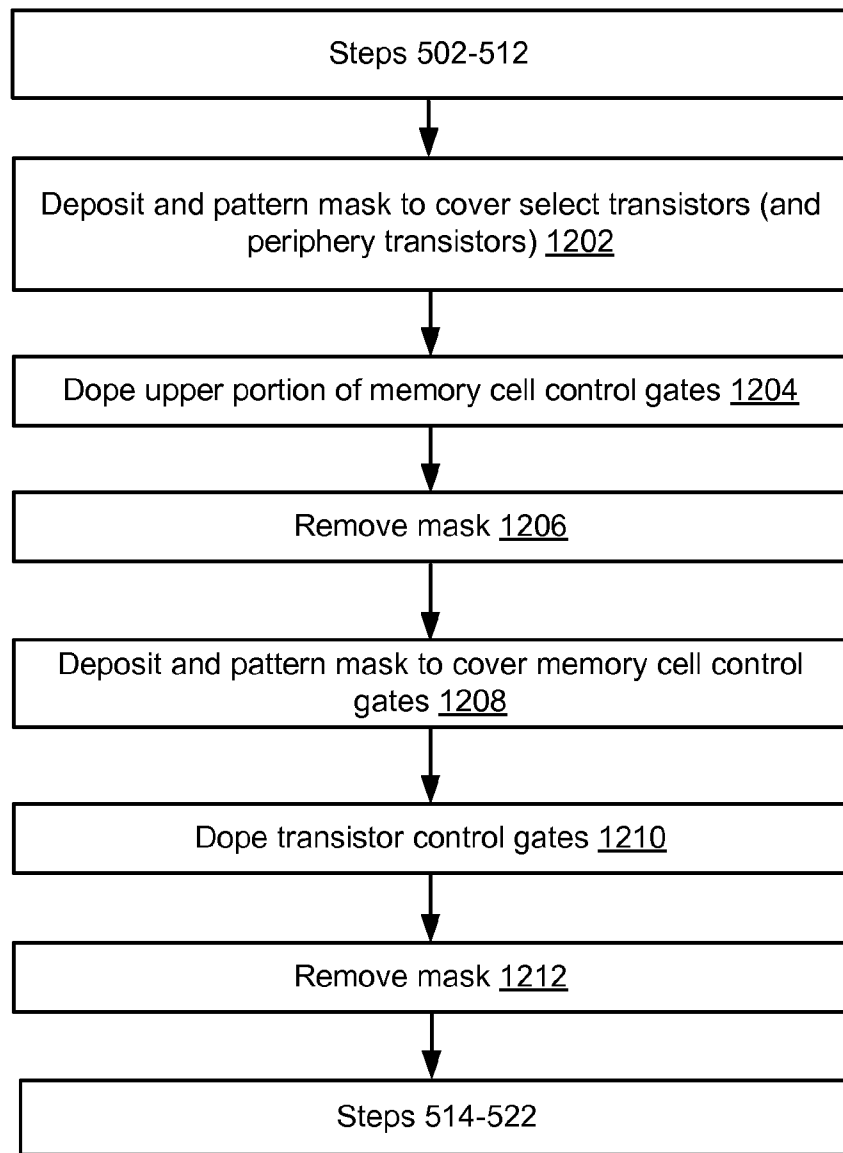 Steps 502-512
Deposit and pattern mask to cover select transistors (and
periphery transistors) 1202
Dope upper portion of memory cell control gates 1204
Remove mask 1206
Deposit and pattern mask to cover memory cell control
gates 1208
Dope transistor control gates 1210
Remove mask 1212
Steps 514-522